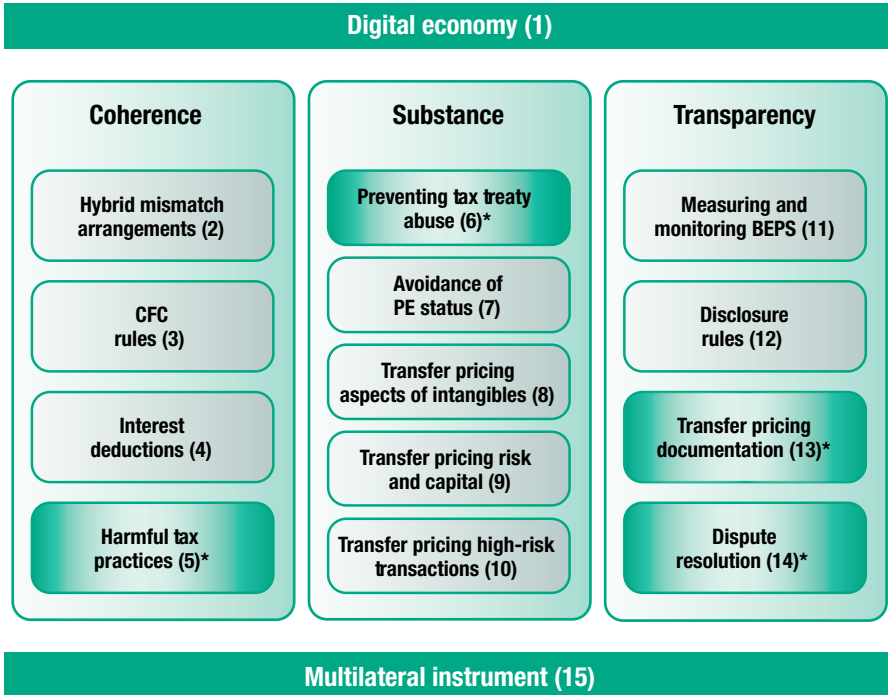 Digital economy (1)
Coherence
Hybrid mismatch
arrangements (2)
CFC
rules (3)
Interest
deductions (4)
Harmful tax
practices (5)*
Substance
Preventing tax treaty
abuse (6)*
Avoidance of
PE status (7)
Transfer pricing
aspects of intangibles (8)
Transfer pricing risk
and capital (9)
Transfer pricing high-risk
transactions (10)
Transparency
Measuring and
monitoring BEPS (11)
Disclosure
rules (12)
Transfer pricing
documentation (13)*
Dispute
resolution (14)*
Multilateral instrument (15)